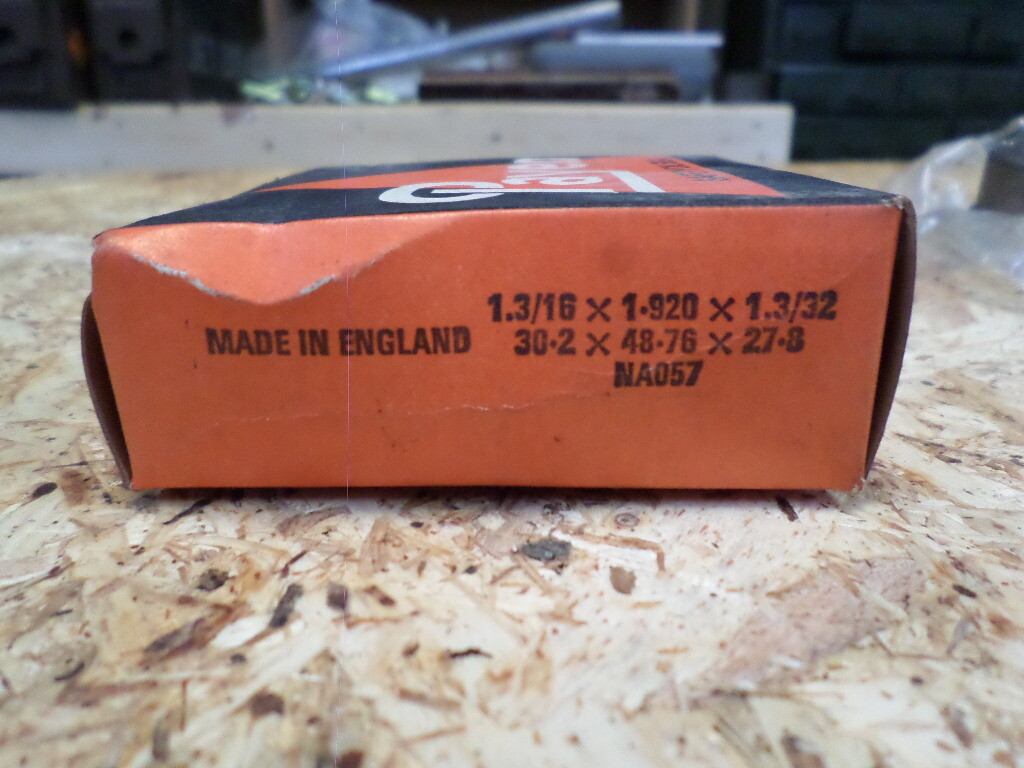 MADE IN ENGLAND
1.3/16 × 1·920 × 1.3/32
30·2 × 48·76 × 27·8
NA057